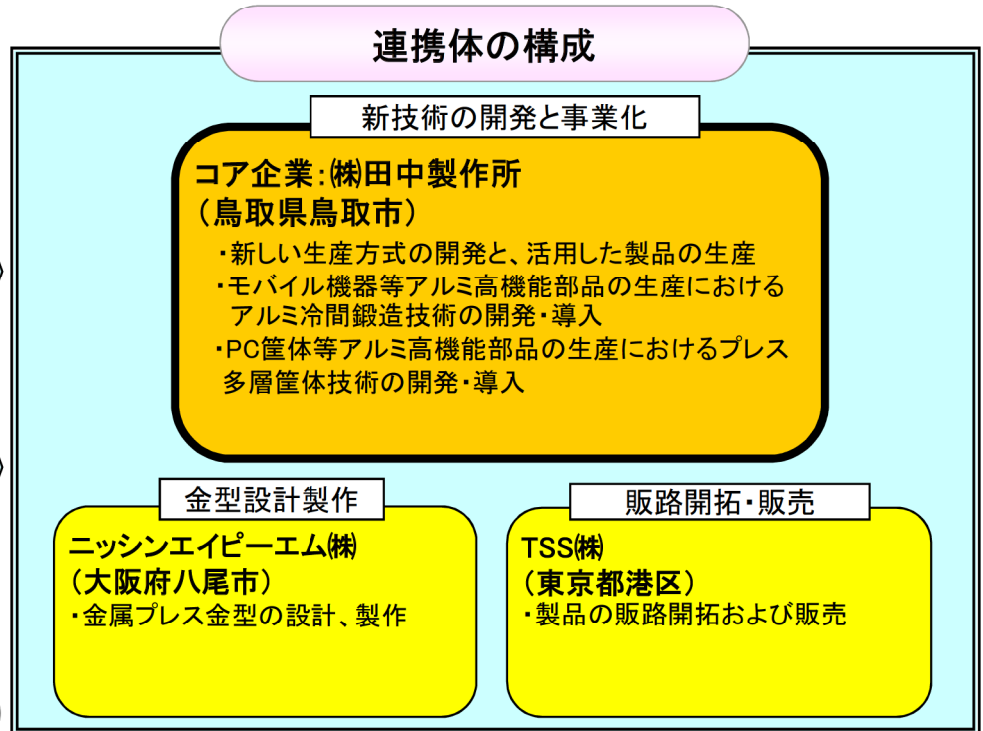 連携体の構成
新技術の開発と事業化
コア企業:㈱田中製作所
(鳥取県鳥取市)
・新しい生産方式の開発と、活用した製品の生産
・モバイル機器等アルミ高機能部品の生産における
アルミ冷間鍛造技術の開発・導入
・PC筐体等アルミ高機能部品の生産におけるプレス
多層筐体技術の開発・導入
金型設計製作
ニッシンエイピーエム㈱
(大阪府八尾市)
・金属プレス金型の設計、製作
販路開拓・販売
TSS㈱
(東京都港区)
・製品の販路開拓および販売